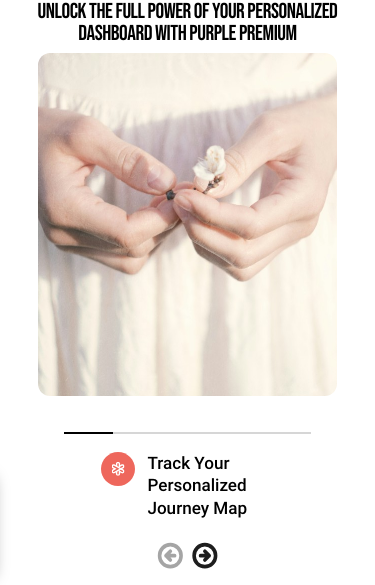 UNLOCK THE FULL POWER OF YOUR PERSONALIZED
DASHBOARD WITH PURPLE PREMIUM
Track Your
Personalized
Journey Map